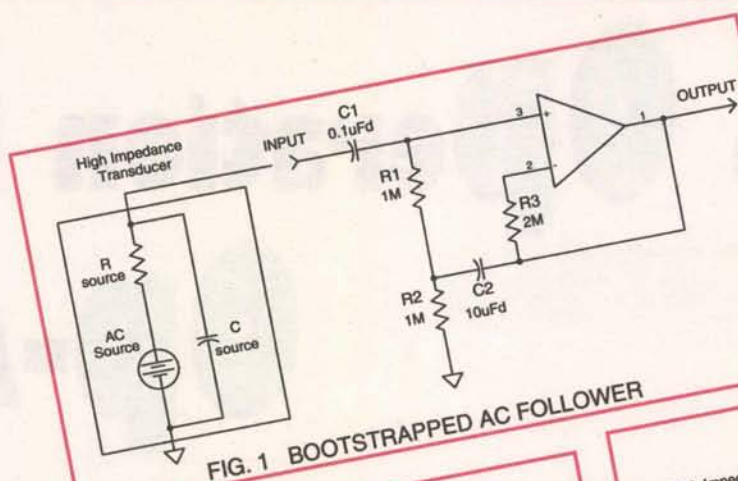 High Impedance
Transducer
INPUT
C1
0.1uFd
3
+
1
OUTPUT
2
-
R1
1M
R3
2M
R
source
AC
Source
C
source
R2
1M
C2
10uFd
FIG. 1 BOOTSTRAPPED AC FOLLOWER